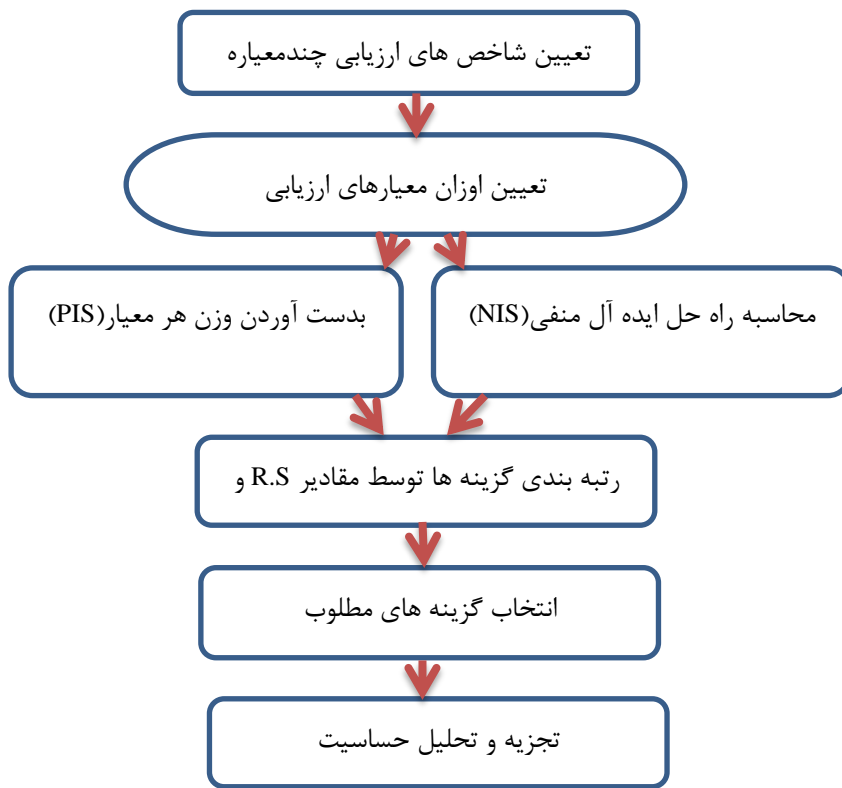 تعیین شاخص های ارزیابی چندمعیاره
تعیین اوزان معیارهای ارزیابی
محاسبه راه حل ایده آل منفی(NIS)
بدست آوردن وزن هر معیار(PIS)
رتبه بندی گزینه ها توسط مقادیر R.S و
انتخاب گزینه های مطلوب
تجزیه و تحلیل حساسیت